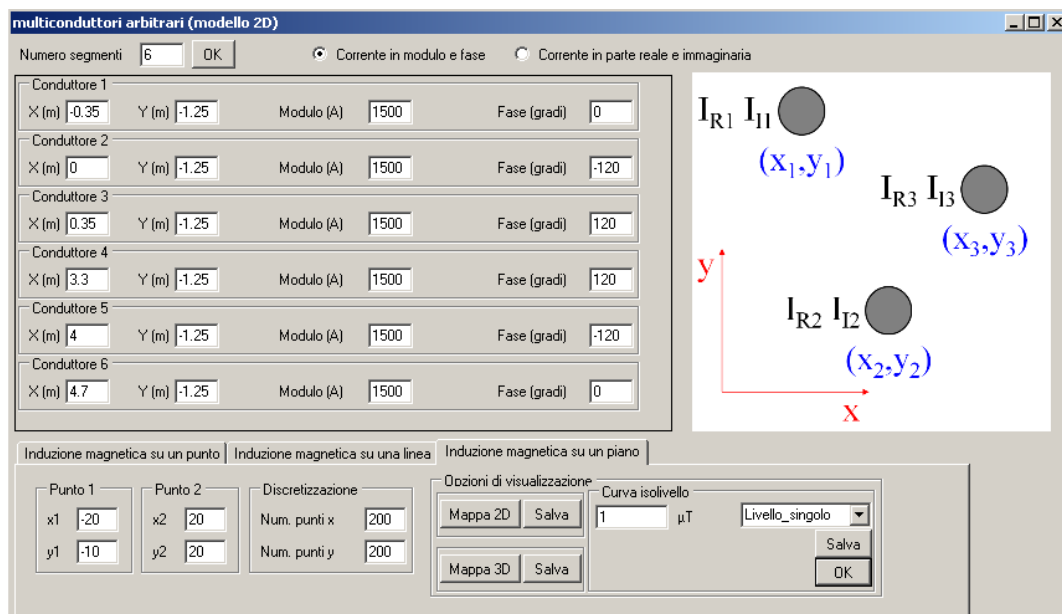 multiconduttori arbitrari (modello 2D)
Numero segmenti 6 OK Corrente in modulo e fase Corrente in parte reale e immaginaria
Conduttore 1
X (m) -0.35 Y (m) -1.25 Modulo (A) 1500 Fase (gradi) 0
Conduttore 2
X (m) 0 Y (m) -1.25 Modulo (A) 1500 Fase (gradi) -120
Conduttore 3
X (m) 0.35 Y (m) -1.25 Modulo (A) 1500 Fase (gradi) 120
Conduttore 4
X (m) 3.3 Y (m) -1.25 Modulo (A) 1500 Fase (gradi) 120
Conduttore 5
X (m) 4 Y (m) -1.25 Modulo (A) 1500 Fase (gradi) -120
Conduttore 6
X (m) 4.7 Y (m) -1.25 Modulo (A) 1500 Fase (gradi) 0
I_R1 I_I1
(x_1,y_1)
I_R3 I_I3
(x_3,y_3)
y
I_R2 I_I2
(x_2,y_2)
x
Induzione magnetica su un punto Induzione magnetica su una linea Induzione magnetica su un piano
Punto 1 Punto 2 Discretizzazione
x1 -20 x2 20 Num. punti x 200
y1 -10 y2 20 Num. punti y 200
Opzioni di visualizzazione
Mappa 2D Salva
Mappa 3D Salva
Curva isolivello
1 µT Livello_singolo
Salva
OK